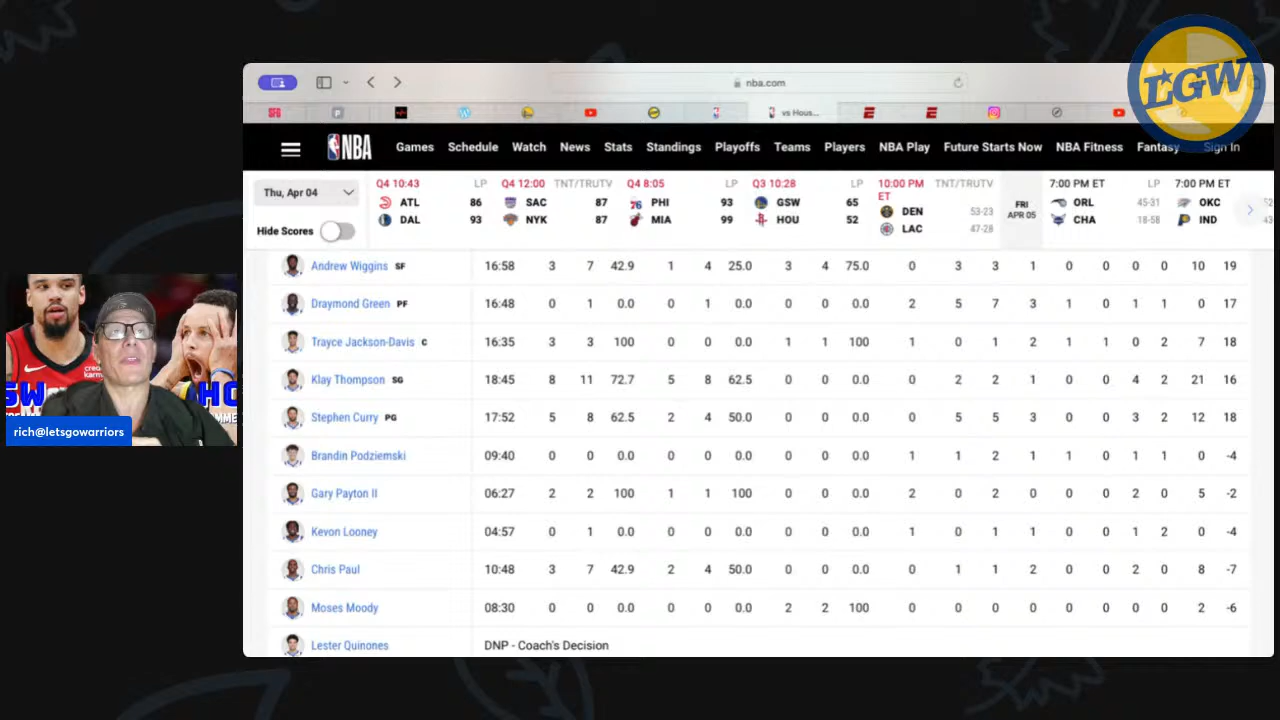 LGW
nba.com
vs Hous...
NBA Games Schedule Watch News Stats Standings Playoffs Teams Players NBA Play Future Starts Now NBA Fitness Fantasy Sign In
Thu, Apr 04
Hide Scores
Q4 10:43 LP
ATL 86
DAL 93
Q4 12:00 TNT/TRUTV
SAC 87
NYK 87
Q4 8:05 LP
PHI 93
MIA 99
Q3 10:28 LP
GSW 65
HOU 52
10:00 PM ET TNT/TRUTV
DEN 53-23
LAC 47-28
FRI
APR 05
7:00 PM ET LP
ORL 45-31
CHA 18-58
7:00 PM ET
OKC
IND
Andrew Wiggins SF 16:58 3 7 42.9 1 4 25.0 3 4 75.0 0 3 3 1 0 0 0 0 10 19
Draymond Green PF 16:48 0 1 0.0 0 1 0.0 0 0 0.0 2 5 7 3 1 0 1 1 0 17
Trayce Jackson-Davis C 16:35 3 3 100 0 0 0.0 1 1 100 1 0 1 2 1 1 0 2 7 18
Klay Thompson SG 18:45 8 11 72.7 5 8 62.5 0 0 0.0 0 2 2 1 0 0 4 2 21 16
Stephen Curry PG 17:52 5 8 62.5 2 4 50.0 0 0 0.0 0 5 5 3 0 0 3 2 12 18
Brandin Podziemski 09:40 0 0 0.0 0 0 0.0 0 0 0.0 1 1 2 1 1 0 1 1 0 -4
Gary Payton II 06:27 2 2 100 1 1 100 0 0 0.0 2 0 2 0 0 0 2 0 5 -2
Kevon Looney 04:57 0 1 0.0 0 0 0.0 0 0 0.0 1 0 1 1 0 0 1 2 0 -4
Chris Paul 10:48 3 7 42.9 2 4 50.0 0 0 0.0 0 1 1 2 0 0 2 0 8 -7
Moses Moody 08:30 0 0 0.0 0 0 0.0 2 2 100 0 0 0 0 0 0 0 0 2 -6
Lester Quinones DNP - Coach's Decision
rich@letsgowarriors